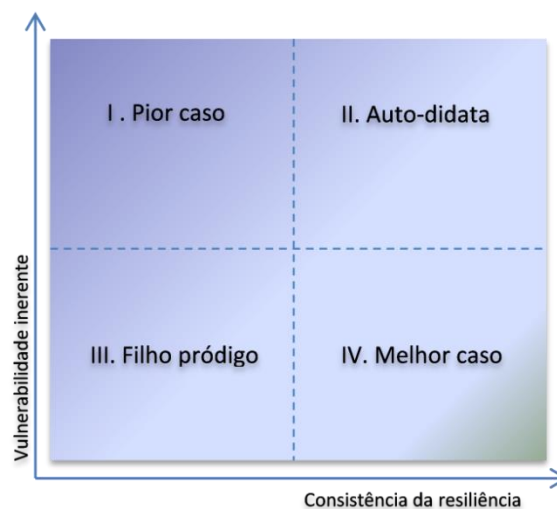 I . Pior caso
II. Auto-didata
III. Filho pródigo
IV. Melhor caso
Vulnerabilidade inerente
Consistência da resiliência